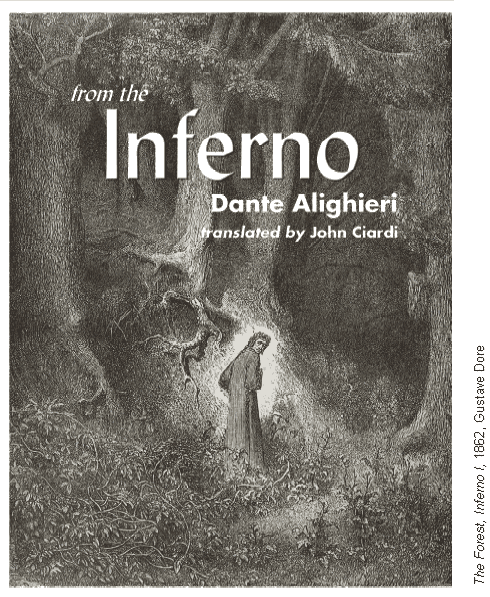 from the
Inferno
Dante Alighieri
translated by John Ciardi
The Forest, Inferno I, 1862, Gustave Dore